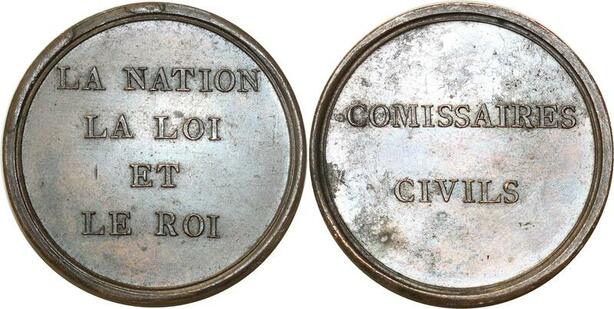 LA NATION
LA LOI
ET
LE ROI
COMISSAIRES
CIVILS